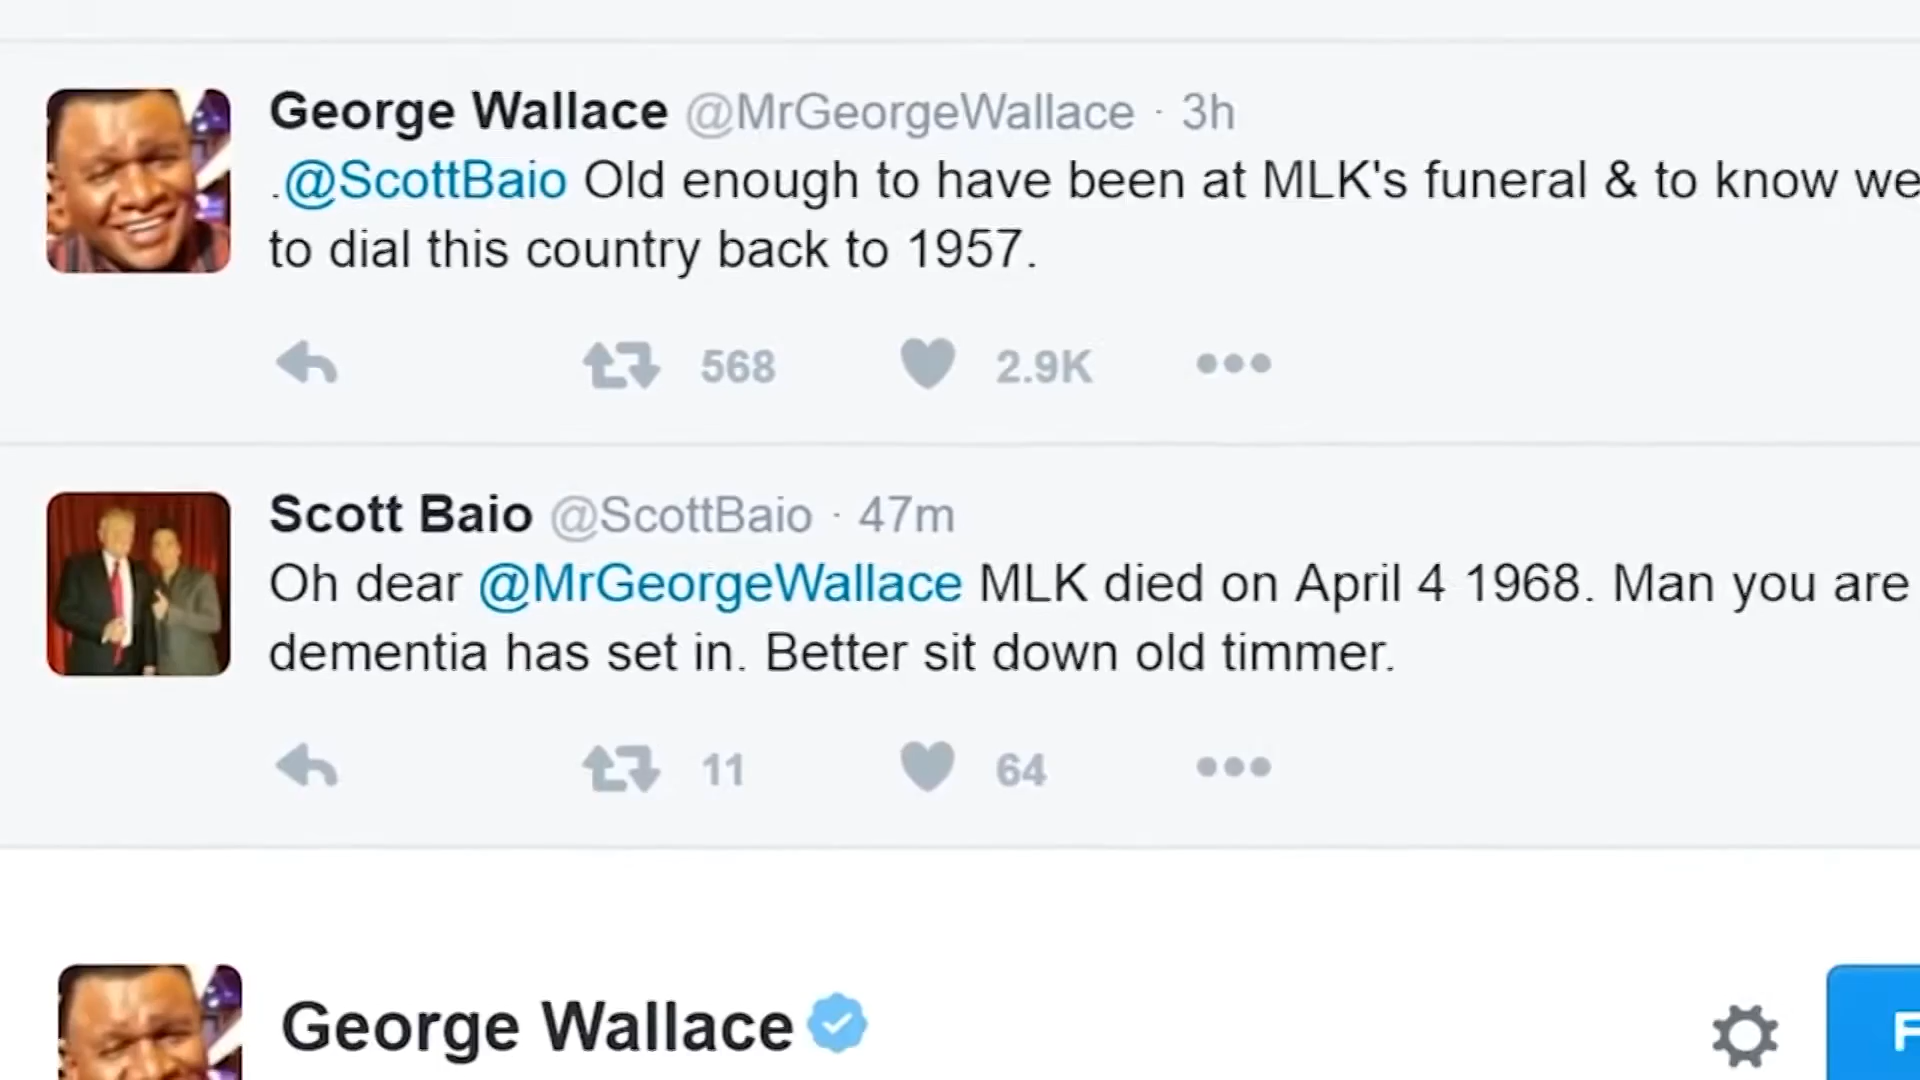 George Wallace @MrGeorgeWallace · 3h
.@ScottBaio Old enough to have been at MLK's funeral & to know we
to dial this country back to 1957.
568 2.9K
Scott Baio @ScottBaio · 47m
Oh dear @MrGeorgeWallace MLK died on April 4 1968. Man you are
dementia has set in. Better sit down old timmer.
11 64
George Wallace